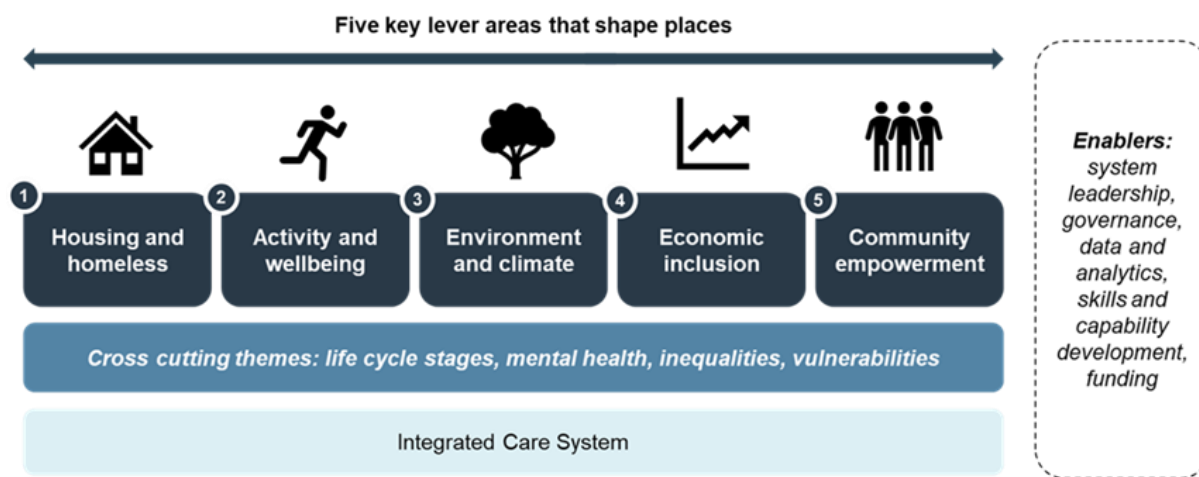 Five key lever areas that shape places
1
Housing and
homeless
2
Activity and
wellbeing
3
Environment
and climate
4
Economic
inclusion
5
Community
empowerment
Cross cutting themes: life cycle stages, mental health, inequalities, vulnerabilities
Integrated Care System
Enablers:
system
leadership,
governance,
data and
analytics,
skills and
capability
development,
funding